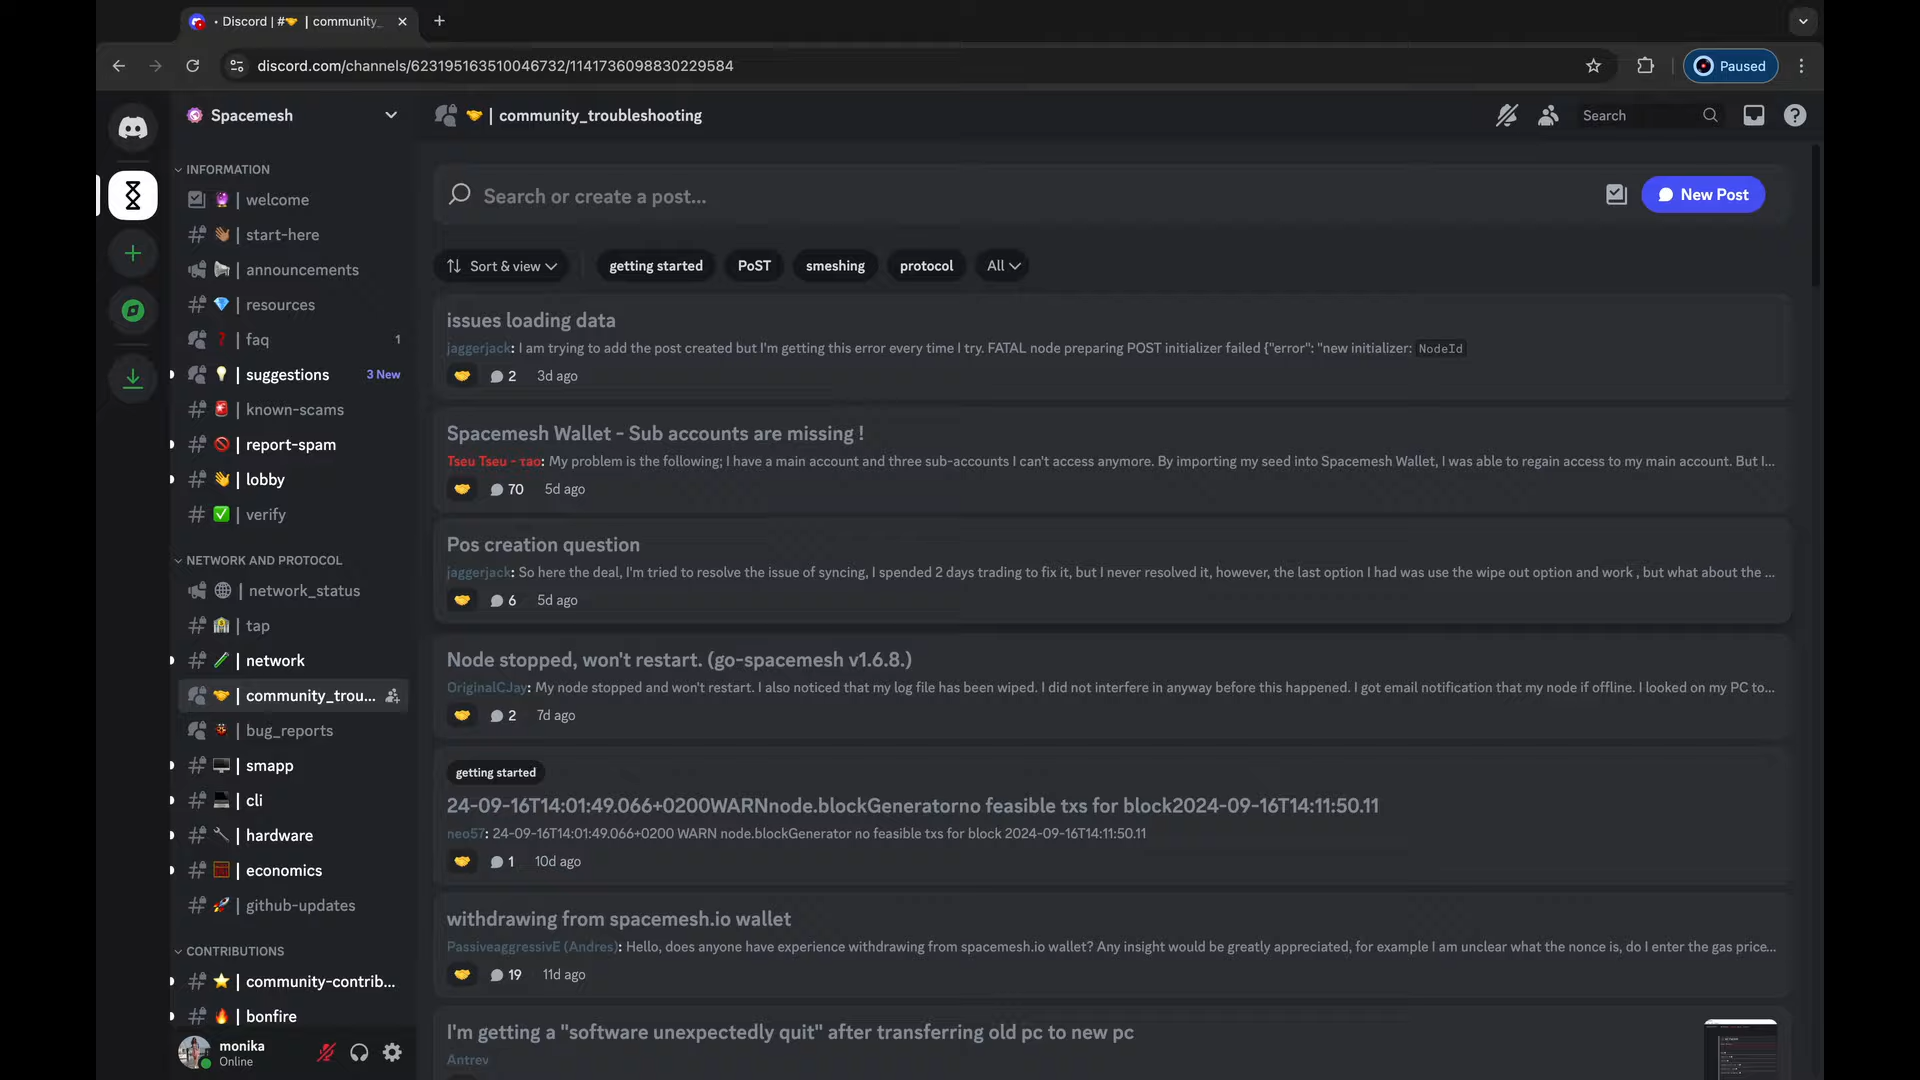 • Discord | # | community_
discord.com/channels/623195163510046732/1141736098830229584
Paused
Spacemesh
| community_troubleshooting
Search
INFORMATION
| welcome
| start-here
| announcements
| resources
| faq
1
| suggestions
3 New
| known-scams
| report-spam
| lobby
| verify
NETWORK AND PROTOCOL
| network_status
| tap
| network
| community_trou...
| bug_reports
| smapp
| cli
| hardware
| economics
| github-updates
CONTRIBUTIONS
| community-contrib...
| bonfire
monika
Online
Search or create a post...
New Post
Sort & view
getting started
PoST
smeshing
protocol
All
issues loading data
jaggerjack: I am trying to add the post created but I'm getting this error every time I try. FATAL node preparing POST initializer failed {"error": "new initializer: NodeId
2 3d ago
Spacemesh Wallet - Sub accounts are missing !
Tseu Tseu - τao: My problem is the following; I have a main account and three sub-accounts I can't access anymore. By importing my seed into Spacemesh Wallet, I was able to regain access to my main account. But I...
70 5d ago
Pos creation question
jaggerjack: So here the deal, I'm tried to resolve the issue of syncing, I spended 2 days trading to fix it, but I never resolved it, however, the last option I had was use the wipe out option and work , but what about the ...
6 5d ago
Node stopped, won't restart. (go-spacemesh v1.6.8.)
OriginalCJay: My node stopped and won't restart. I also noticed that my log file has been wiped. I did not interfere in anyway before this happened. I got email notification that my node if offline. I looked on my PC to...
2 7d ago
getting started
24-09-16T14:01:49.066+0200WARNnode.blockGeneratorno feasible txs for block2024-09-16T14:11:50.11
neo57: 24-09-16T14:01:49.066+0200 WARN node.blockGenerator no feasible txs for block 2024-09-16T14:11:50.11
1 10d ago
withdrawing from spacemesh.io wallet
PassiveaggressivE (Andres): Hello, does anyone have experience withdrawing from spacemesh.io wallet? Any insight would be greatly appreciated, for example I am unclear what the nonce is, do I enter the gas price...
19 11d ago
I'm getting a "software unexpectedly quit" after transferring old pc to new pc
Antrev